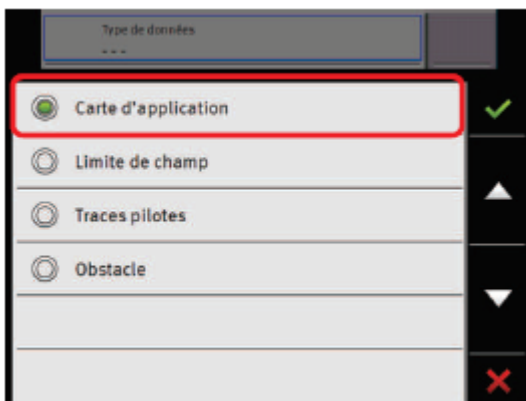 Type de données
---
Carte d'application
Limite de champ
Traces pilotes
Obstacle